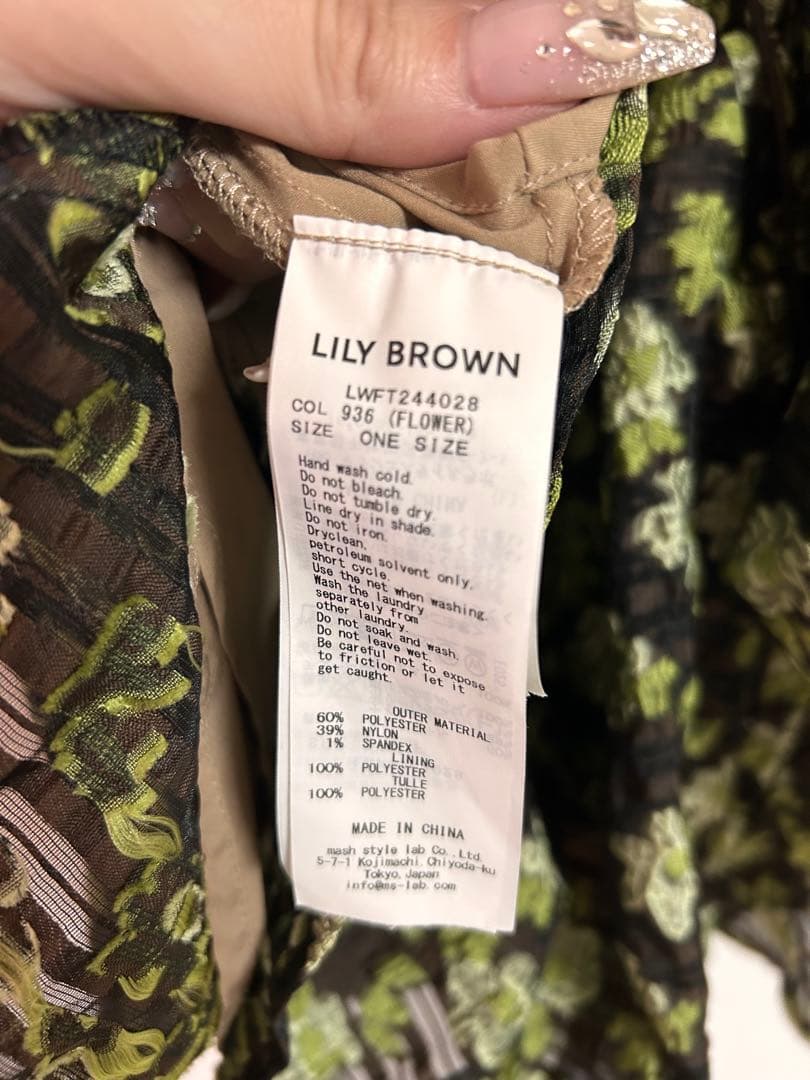 LILY BROWN
LWFT244028
COL 936 (FLOWER)
SIZE ONE SIZE
Hand wash cold.
Do not bleach.
Do not tumble dry.
Line dry in shade.
Do not iron.
Dryclean,
petroleum solvent only,
short cycle.
Use the net when washing.
Wash the laundry
separately from
other laundry.
Do not soak and wash.
Do not leave wet.
Be careful not to expose
to friction or let it
get caught.
OUTER MATERIAL
60% POLYESTER
39% NYLON
1% SPANDEX
LINING
100% POLYESTER
TULLE
100% POLYESTER
MADE IN CHINA
mash style lab Co.,Ltd.
5-7-1 Kojimachi,Chiyoda-ku
Tokyo,Japan
info@ms-lab.com